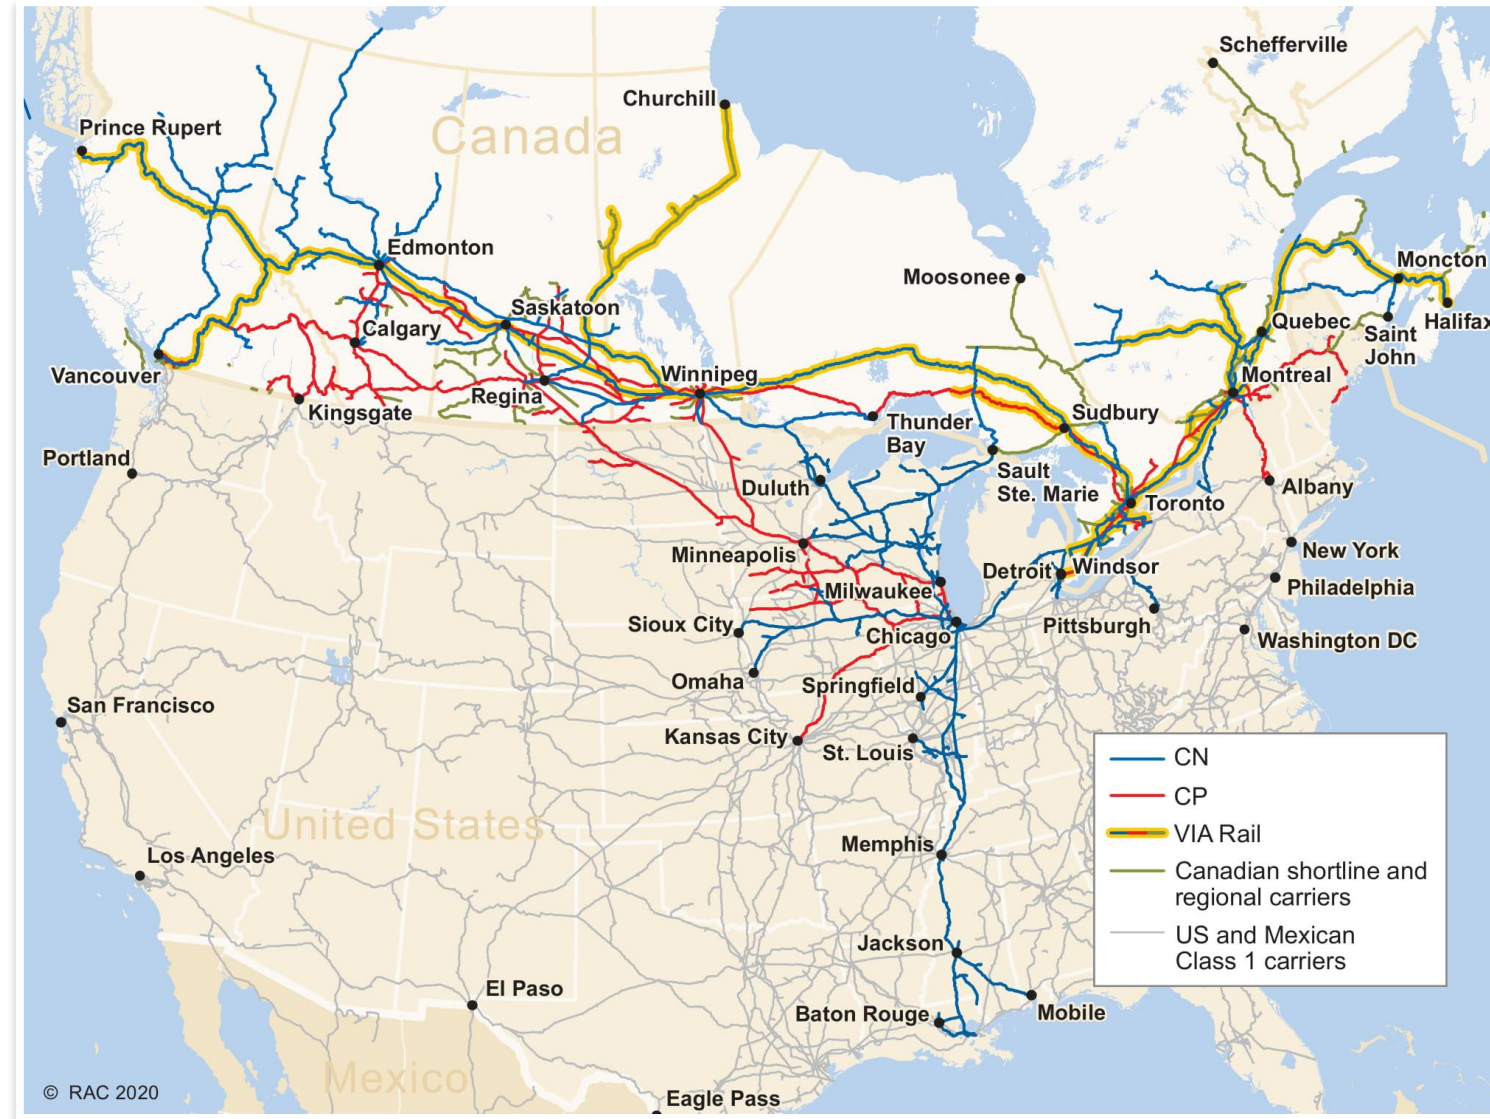 Schefferville
Churchill
Canada
Prince Rupert
Edmonton
Moncton
Moosonee
Saskatoon
Quebec
Halifax
Saint
John
Calgary
Vancouver
Winnipeg
Montreal
Regina
Kingsgate
Thunder
Bay
Sudbury
Portland
Sault
Ste. Marie
Duluth
Toronto
Albany
Minneapolis
New York
Detroit
Windsor
Milwaukee
Philadelphia
Sioux City
Chicago
Pittsburgh
Washington DC
Omaha
Springfield
San Francisco
Kansas City
St. Louis
CN
CP
VIA Rail
Canadian shortline and
regional carriers
US and Mexican
Class 1 carriers
United States
Memphis
Los Angeles
Jackson
El Paso
Baton Rouge
Mobile
Mexico
© RAC 2020
Eagle Pass